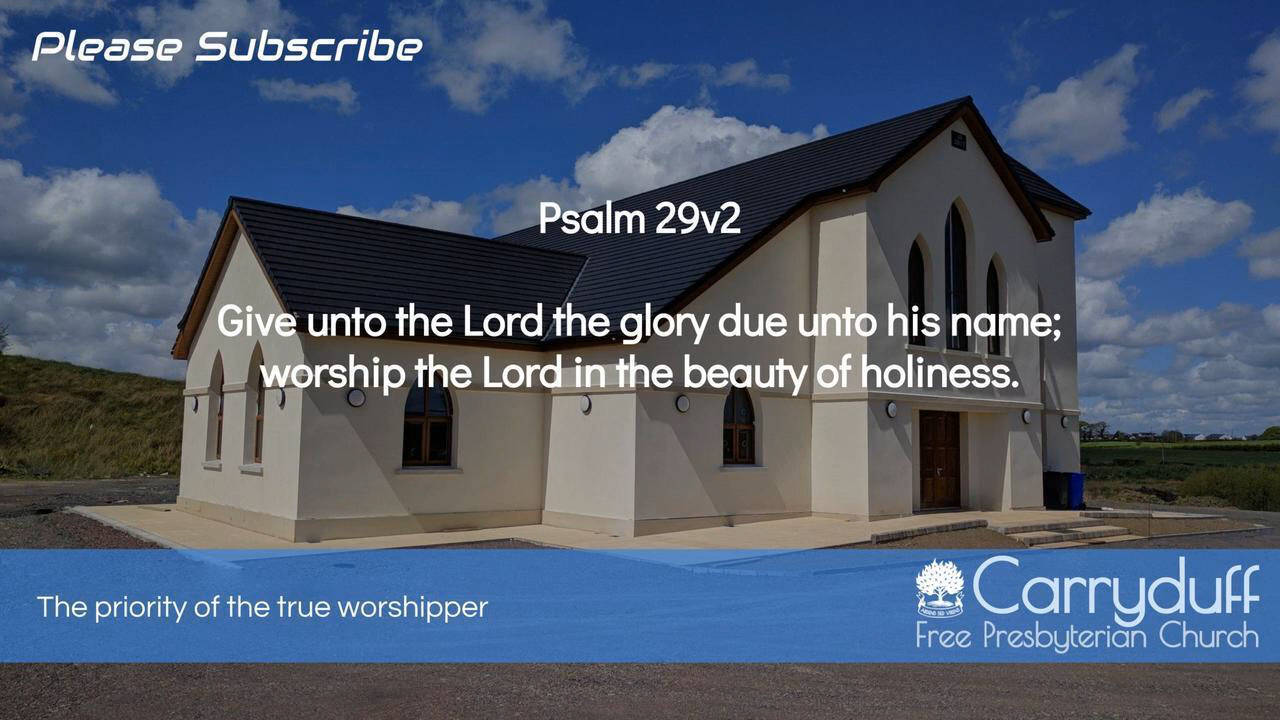 Please Subscribe
Psalm 29v2
Give unto the Lord the glory due unto his name;
worship the Lord in the beauty of holiness.
The priority of the true worshipper
Carryduff
Free Presbyterian Church